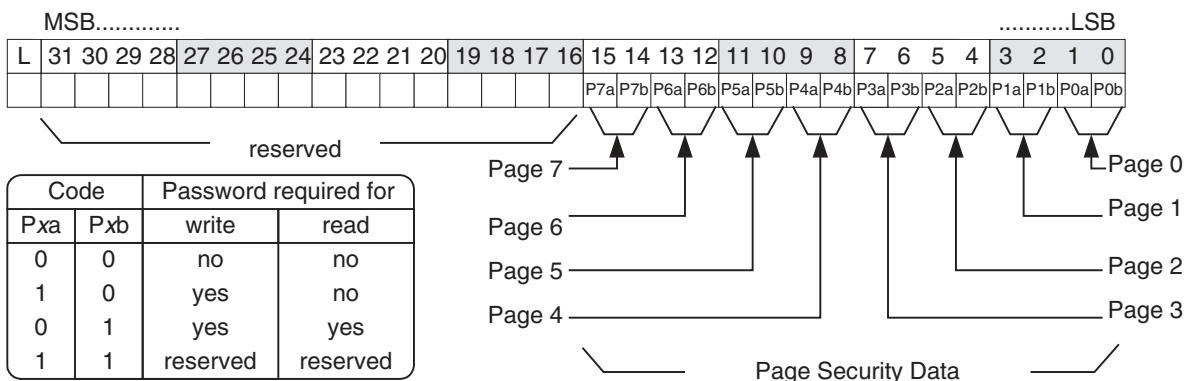 MSB............. ...........LSB
L 31 30 29 28 27 26 25 24 23 22 21 20 19 18 17 16 15 14 13 12 11 10 9 8 7 6 5 4 3 2 1 0
P7a P7b P6a P6b P5a P5b P4a P4b P3a P3b P2a P2b P1a P1b P0a P0b
reserved
Page 7 Page 0
Page 6 Page 1
Page 5 Page 2
Page 4 Page 3
Page Security Data
Code Password required for
Pxa Pxb write read
0 0 no no
1 0 yes no
0 1 yes yes
1 1 reserved reserved